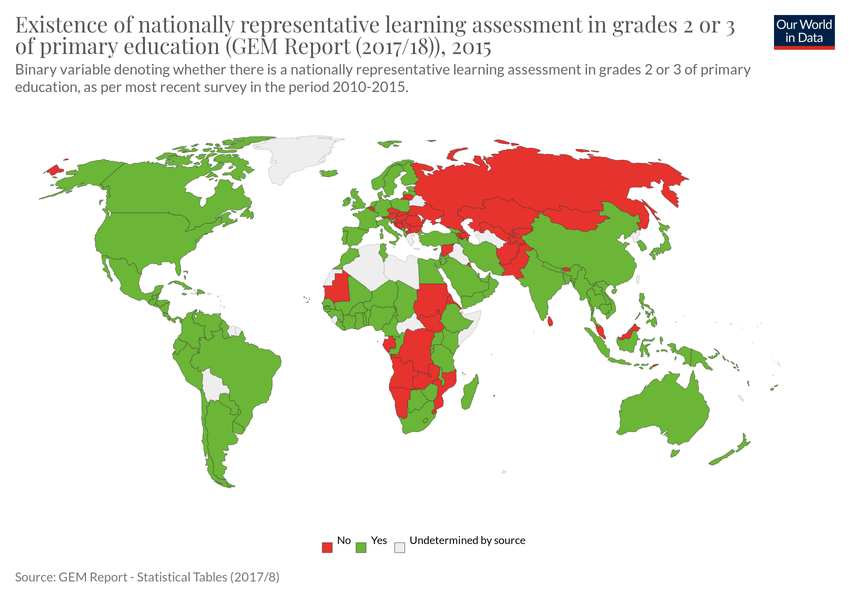 Existence of nationally representative learning assessment in grades 2 or 3
of primary education (GEM Report (2017/18)), 2015
Our World
in Data
Binary variable denoting whether there is a nationally representative learning assessment in grades 2 or 3 of primary
education, as per most recent survey in the period 2010-2015.
No Yes Undetermined by source
Source: GEM Report - Statistical Tables (2017/8)